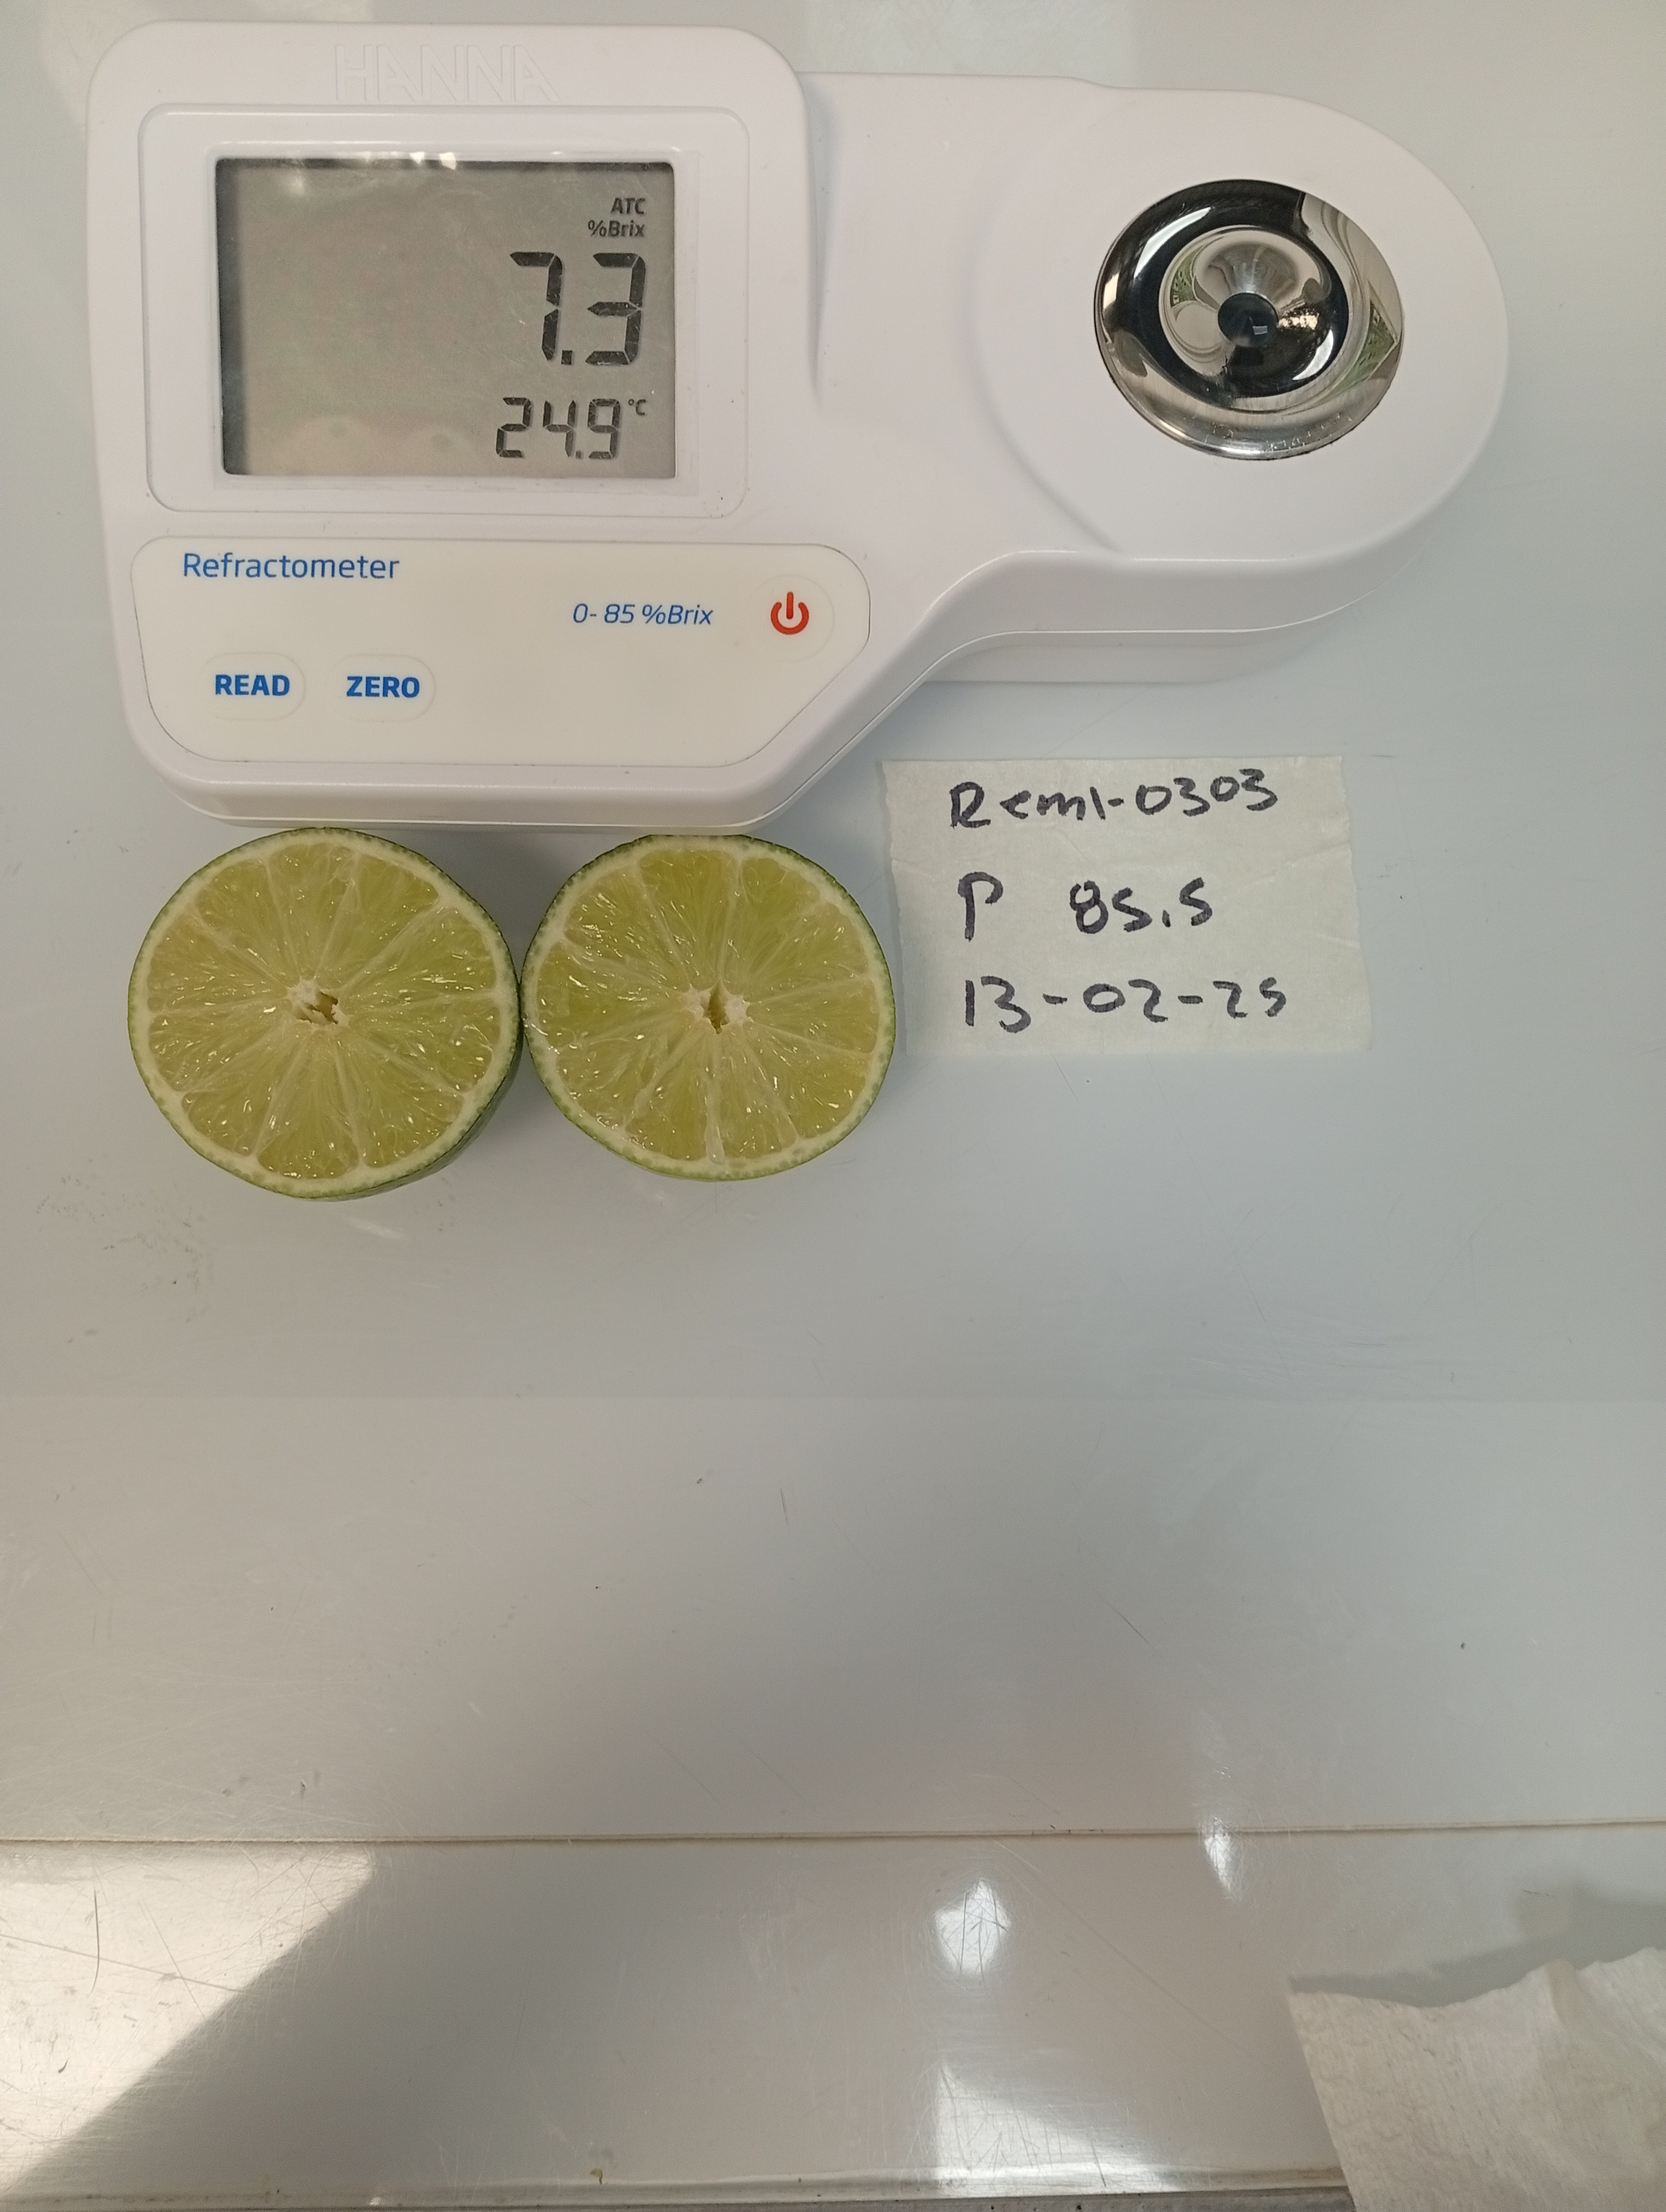 HANNA
ATC
%Brix
7.3
24.9 °C
Refractometer
0- 85 %Brix
READ ZERO
Reml-0303
P 85.5
13-02-25